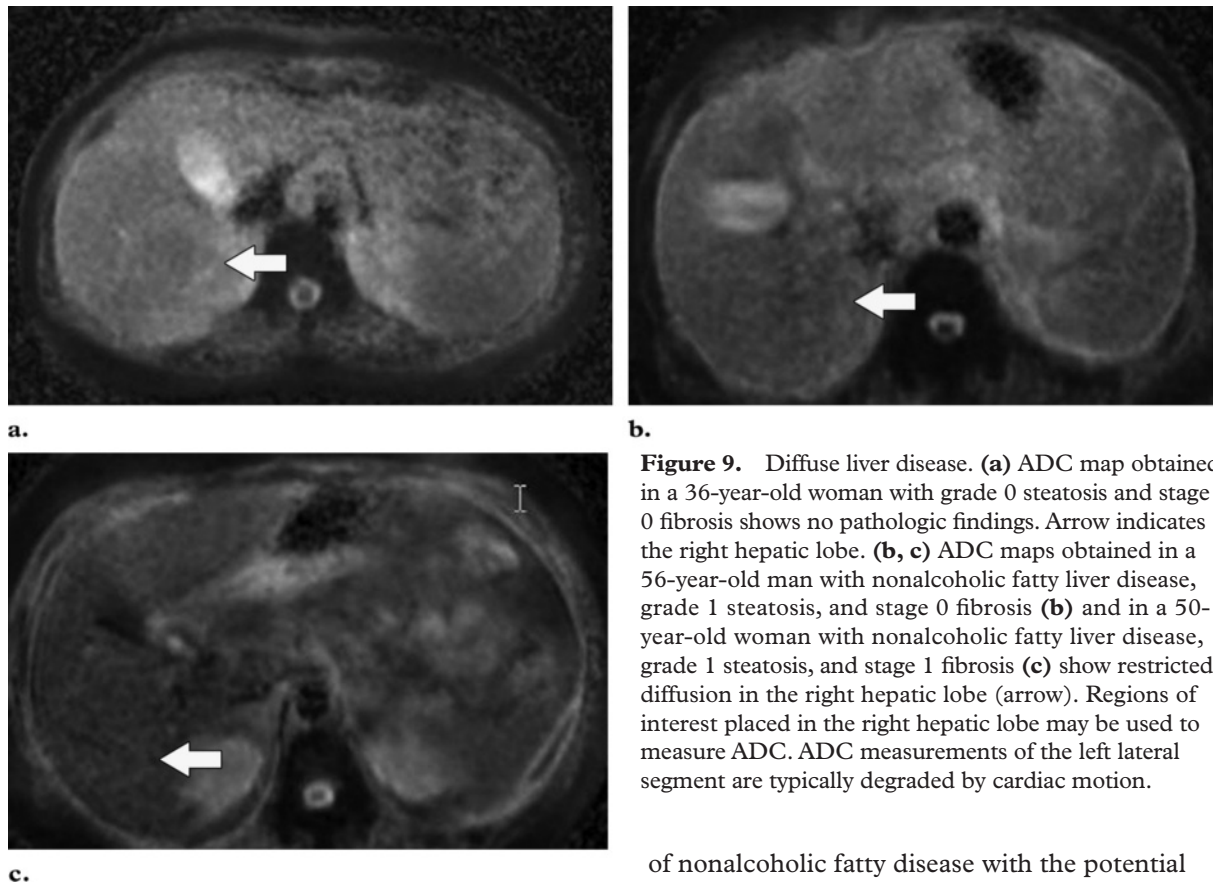 a.
b.
Figure 9. Diffuse liver disease. (a) ADC map obtained
in a 36-year-old woman with grade 0 steatosis and stage
0 fibrosis shows no pathologic findings. Arrow indicates
the right hepatic lobe. (b, c) ADC maps obtained in a
56-year-old man with nonalcoholic fatty liver disease,
grade 1 steatosis, and stage 0 fibrosis (b) and in a 50-
year-old woman with nonalcoholic fatty liver disease,
grade 1 steatosis, and stage 1 fibrosis (c) show restricted
diffusion in the right hepatic lobe (arrow). Regions of
interest placed in the right hepatic lobe may be used to
measure ADC. ADC measurements of the left lateral
segment are typically degraded by cardiac motion.
of nonalcoholic fatty disease with the potential
c.